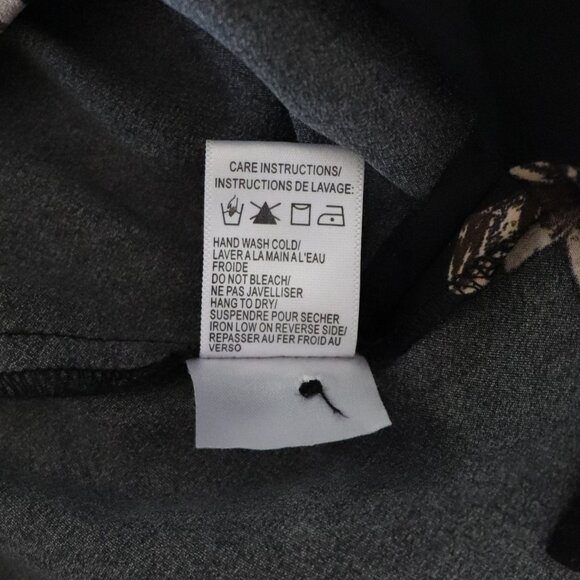 CARE INSTRUCTIONS/
INSTRUCTIONS DE LAVAGE:
HAND WASH COLD/
LAVER A LA MAIN A L'EAU
FROIDE
DO NOT BLEACH/
NE PAS JAVELLISER
HANG TO DRY/
SUSPENDRE POUR SECHER
IRON LOW ON REVERSE SIDE/
REPASSER AU FER FROID AU
VERSO